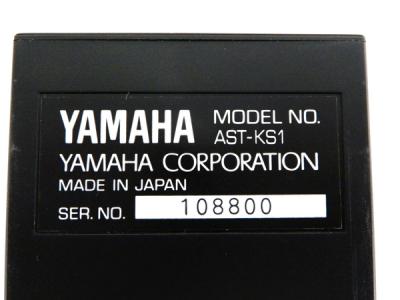 YAMAHA MODEL NO. AST-KS1
YAMAHA CORPORATION
MADE IN JAPAN
SER. NO. 108800